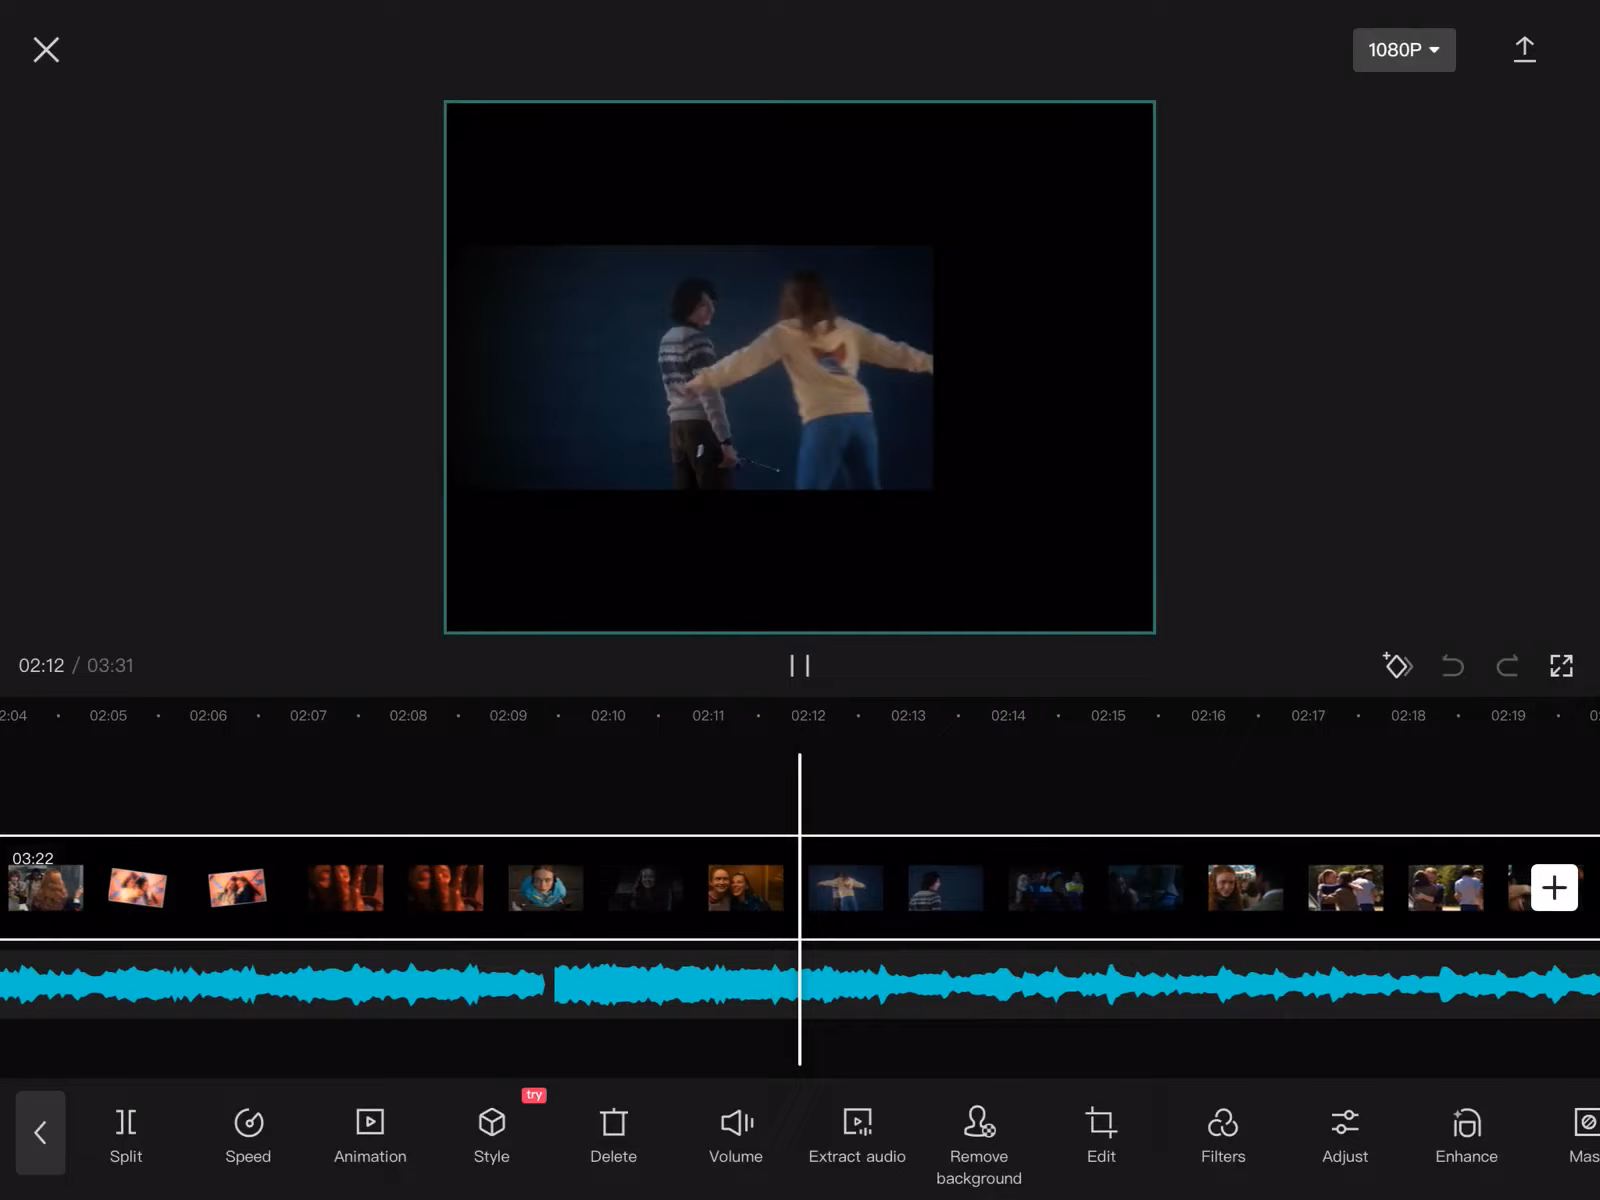 1080P
02:12 / 03:31
2:04 02:05 02:06 02:07 02:08 02:09 02:10 02:11 02:12 02:13 02:14 02:15 02:16 02:17 02:18 02:19
03:22
try
Split Speed Animation Style Delete Volume Extract audio Remove background Edit Filters Adjust Enhance Mas